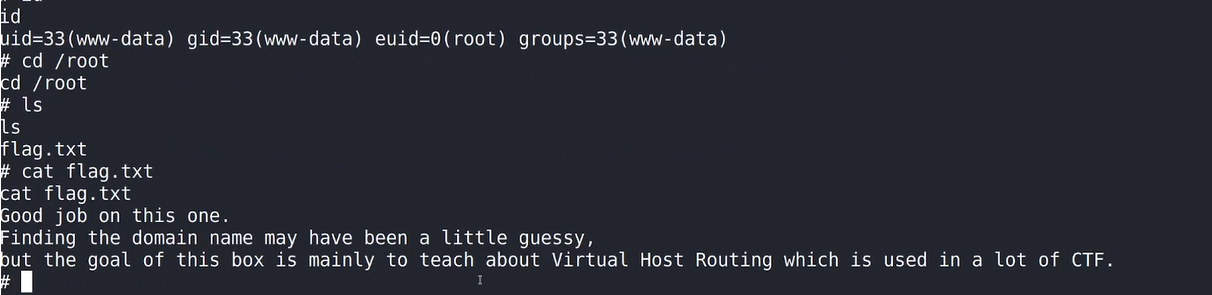 id
uid=33(www-data) gid=33(www-data) euid=0(root) groups=33(www-data)
# cd /root
cd /root
# ls
ls
flag.txt
# cat flag.txt
cat flag.txt
Good job on this one.
Finding the domain name may have been a little guessy,
but the goal of this box is mainly to teach about Virtual Host Routing which is used in a lot of CTF.
#